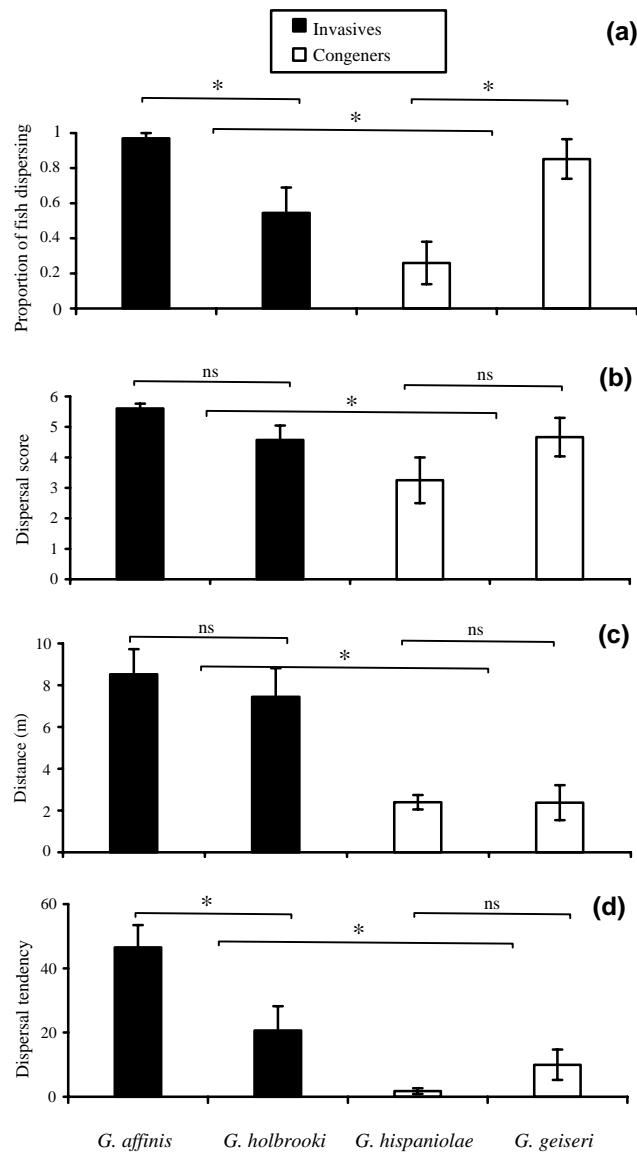 Invasives
Congeners
(a)
* *
*
Proportion of fish dispersing
1
0.8
0.6
0.4
0.2
0
(b)
ns ns
*
Dispersal score
6
5
4
3
2
1
0
(c)
ns ns
*
Distance (m)
10
8
6
4
2
0
(d)
* ns
*
Dispersal tendency
60
40
20
0
G. affinis G. holbrooki G. hispaniolae G. geiseri